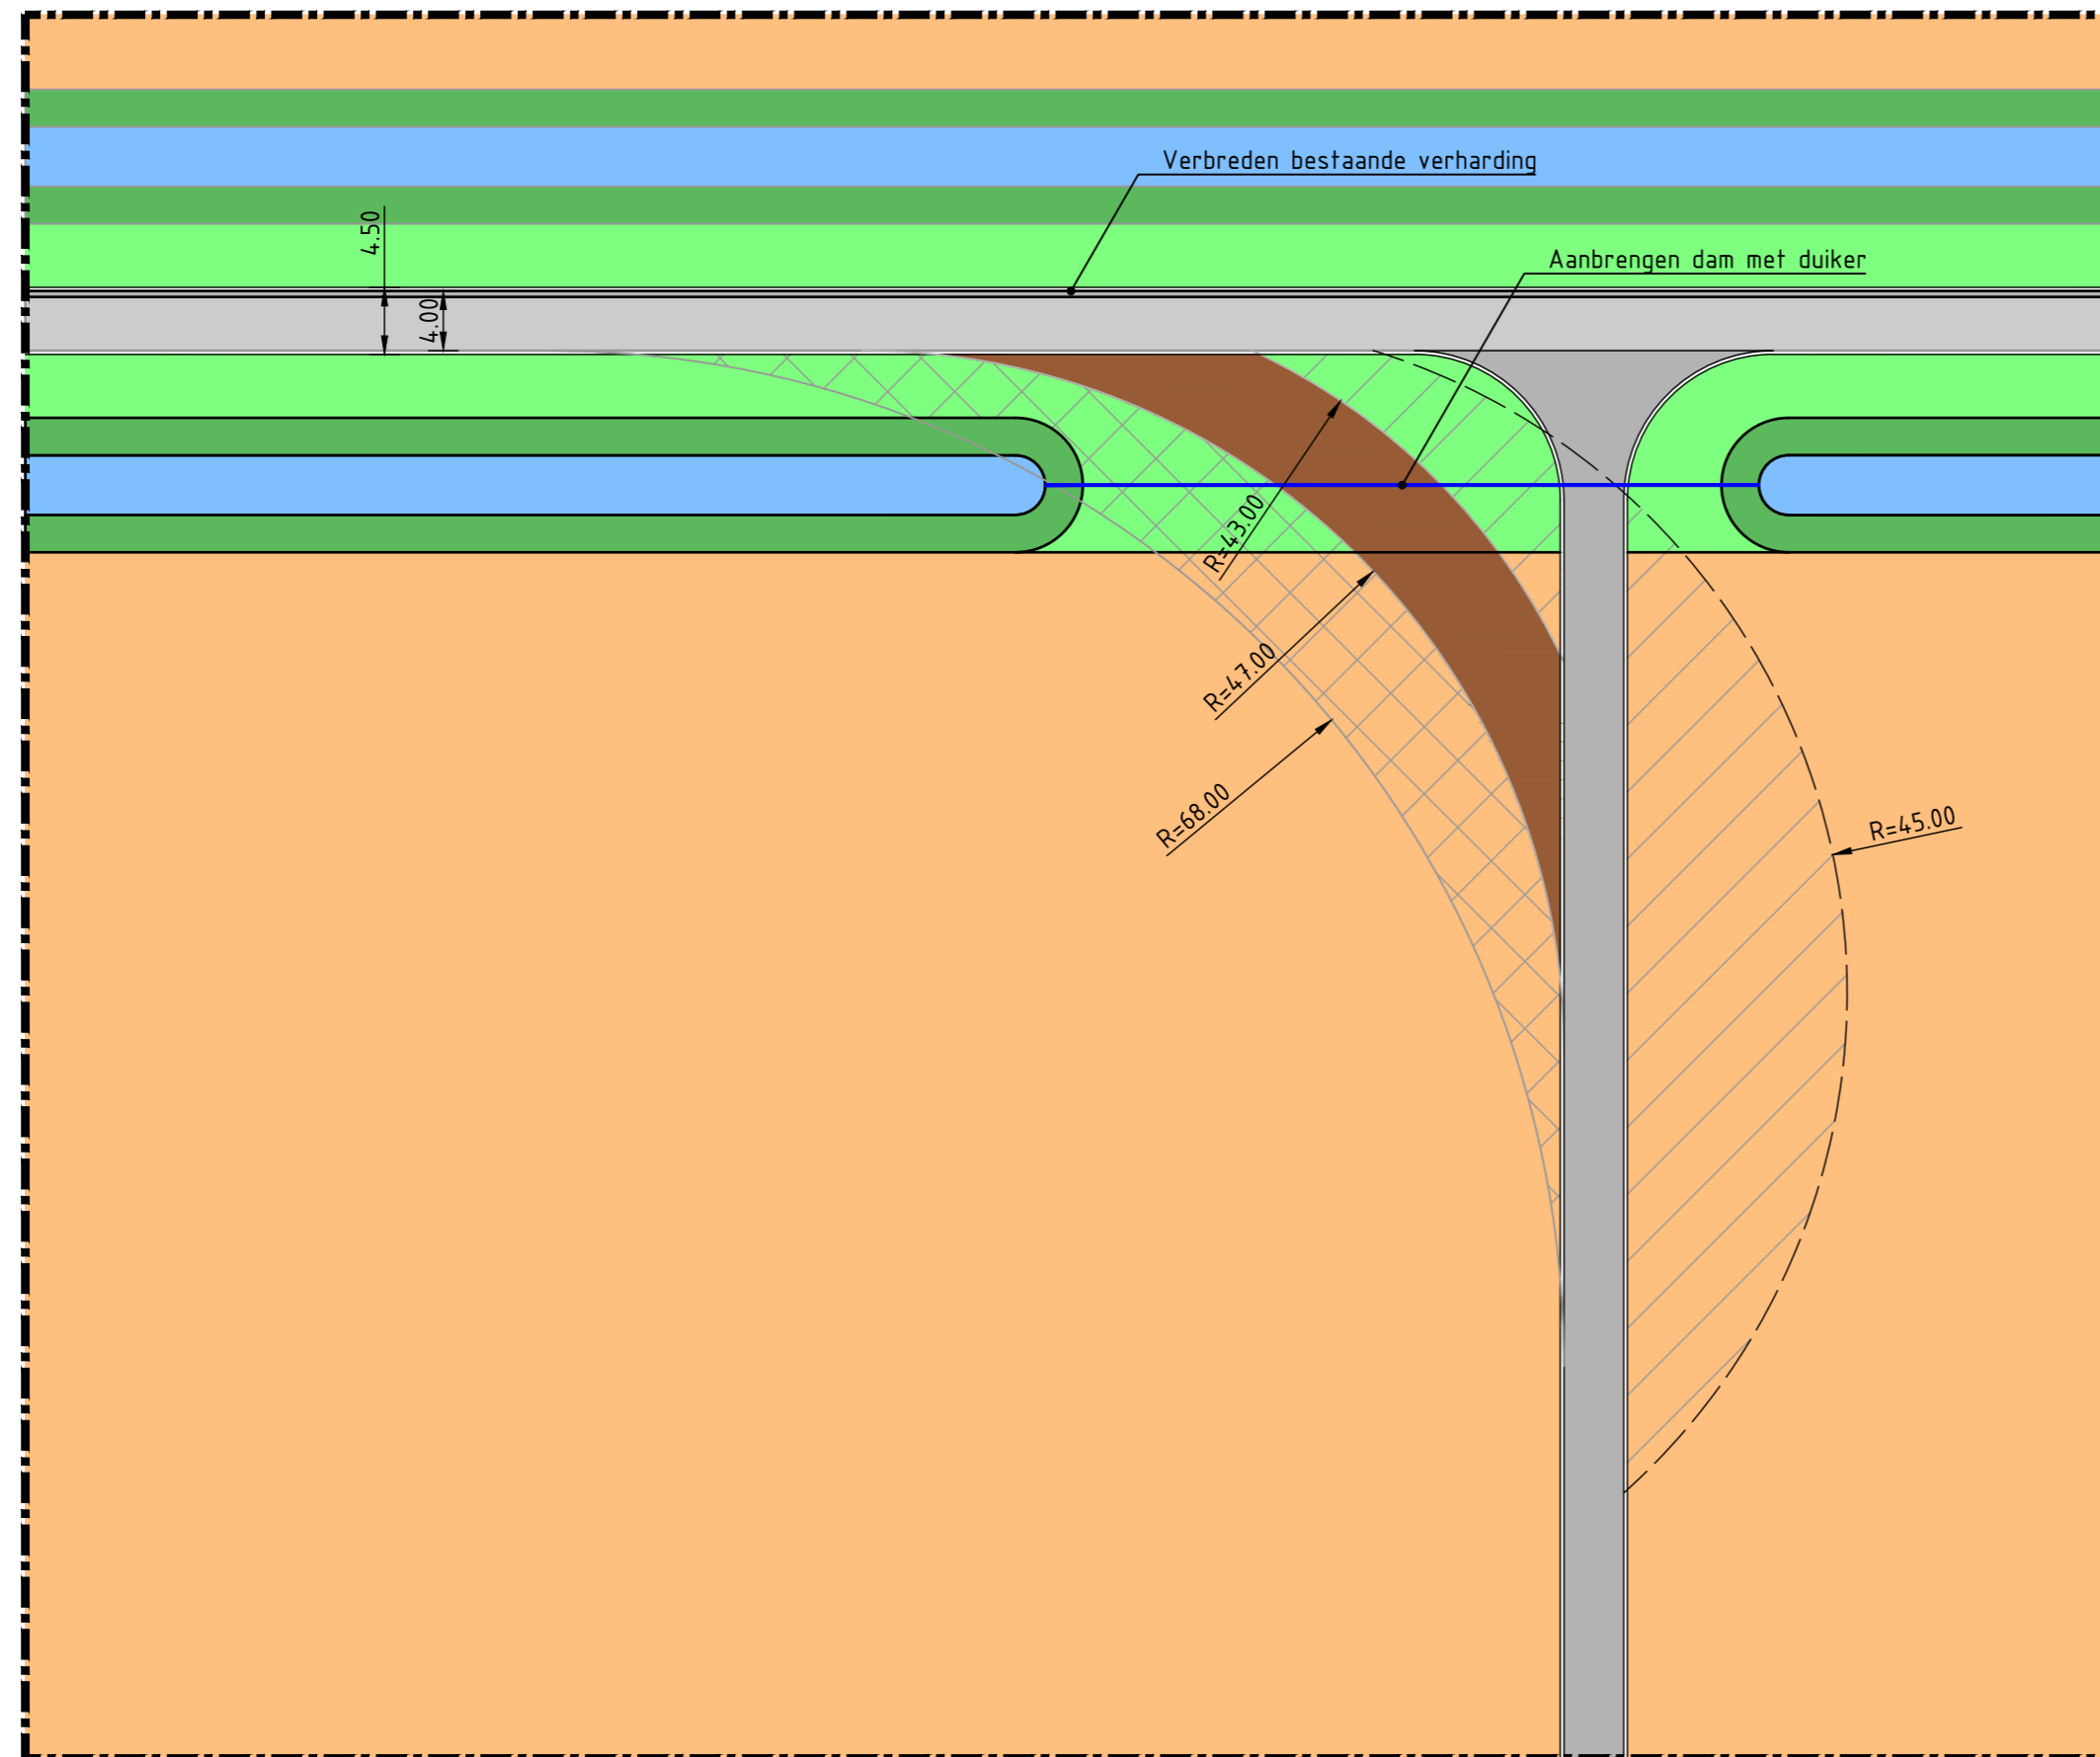 Verbreden bestaande verharding
4.50
Aanbrengen dam met duiker
4.00
R=43.00
R=47.00
R=68.00
R=45.00